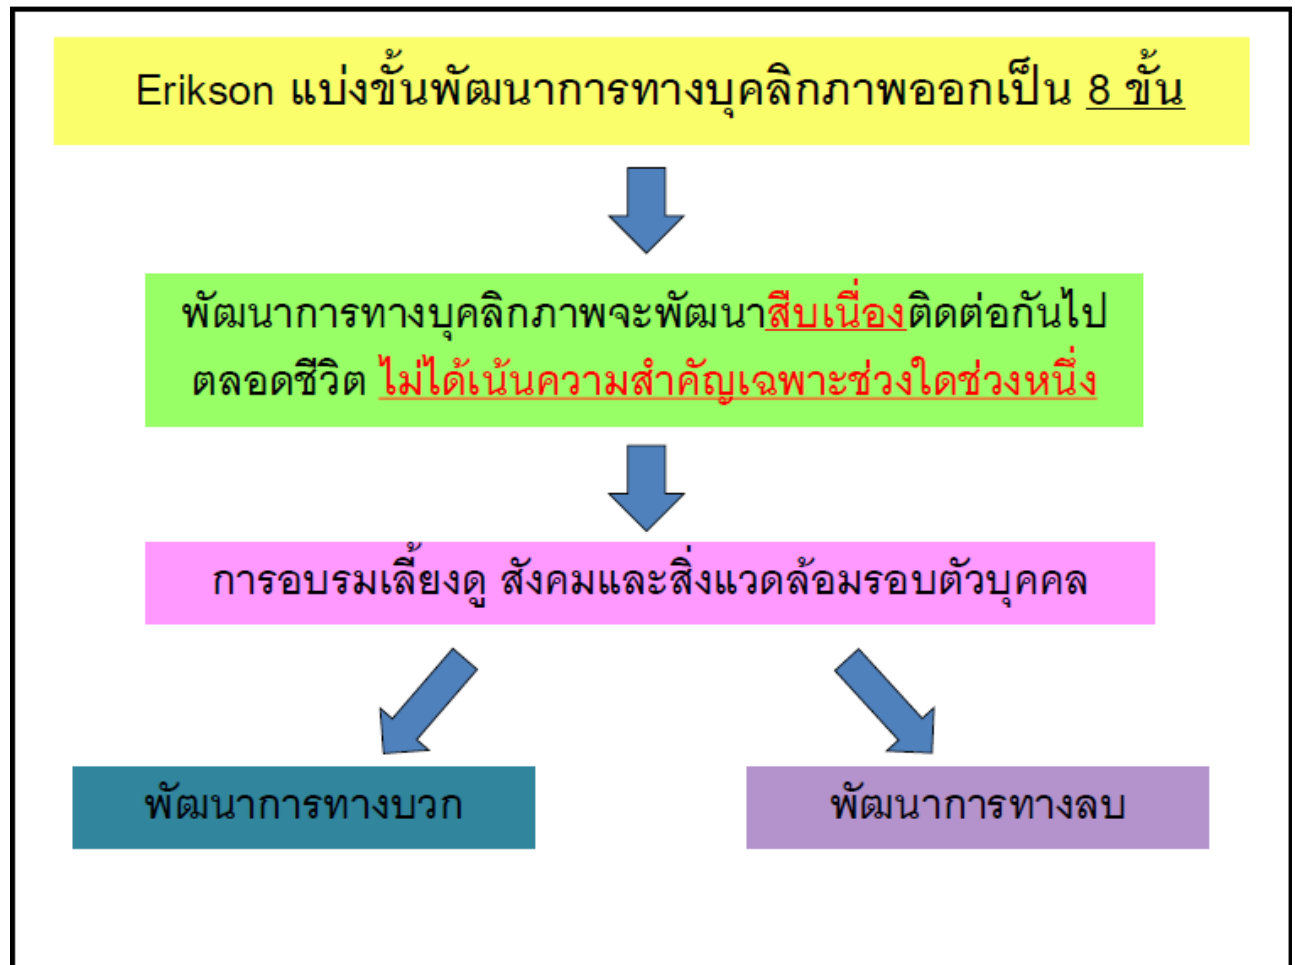 Erikson แบ่งขั้นพัฒนาการทางบุคลิกภาพออกเป็น 8 ขั้น
พัฒนาการทางบุคลิกภาพจะพัฒนาสืบเนื่องติดต่อกันไป
ตลอดชีวิต ไม่ได้เน้นความสำคัญเฉพาะช่วงใดช่วงหนึ่ง
การอบรมเลี้ยงดู สังคมและสิ่งแวดล้อมรอบตัวบุคคล
พัฒนาการทางบวก
พัฒนาการทางลบ